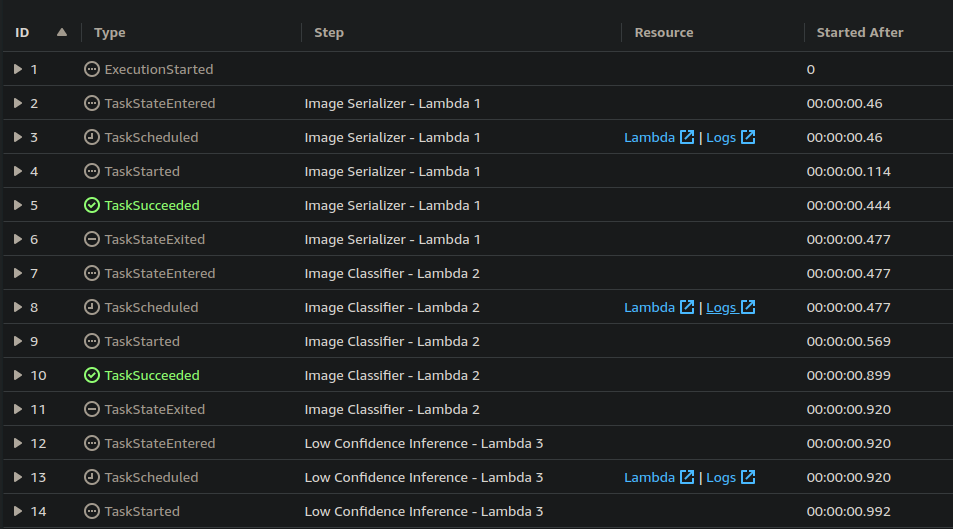 ID Type Step Resource Started After
1 ExecutionStarted 0
2 TaskStateEntered Image Serializer - Lambda 1 00:00:00.46
3 TaskScheduled Image Serializer - Lambda 1 Lambda | Logs 00:00:00.46
4 TaskStarted Image Serializer - Lambda 1 00:00:00.114
5 TaskSucceeded Image Serializer - Lambda 1 00:00:00.444
6 TaskStateExited Image Serializer - Lambda 1 00:00:00.477
7 TaskStateEntered Image Classifier - Lambda 2 00:00:00.477
8 TaskScheduled Image Classifier - Lambda 2 Lambda | Logs 00:00:00.477
9 TaskStarted Image Classifier - Lambda 2 00:00:00.569
10 TaskSucceeded Image Classifier - Lambda 2 00:00:00.899
11 TaskStateExited Image Classifier - Lambda 2 00:00:00.920
12 TaskStateEntered Low Confidence Inference - Lambda 3 00:00:00.920
13 TaskScheduled Low Confidence Inference - Lambda 3 Lambda | Logs 00:00:00.920
14 TaskStarted Low Confidence Inference - Lambda 3 00:00:00.992